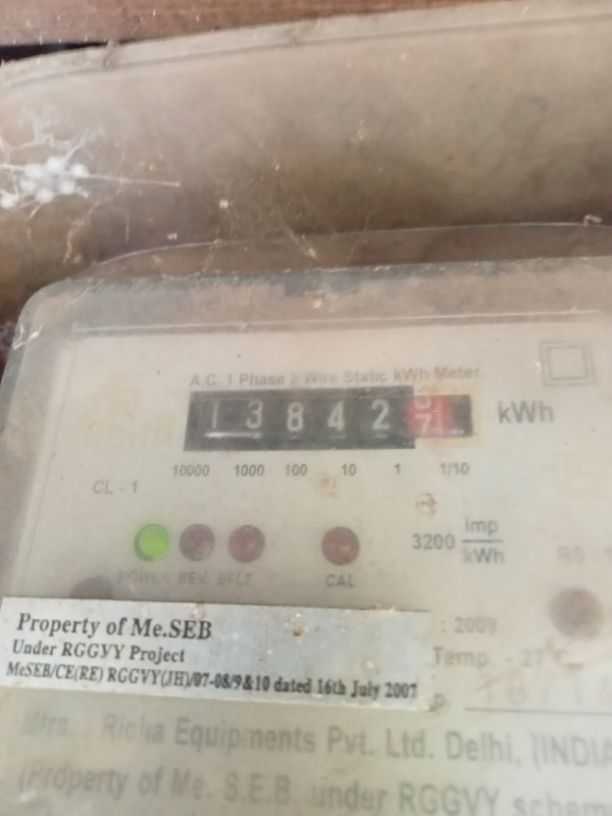 A.C. 1 Phase 2 Wire Static kWh Meter
1 3 8 4 2 7 kWh
10000 1000 100 10 1 1/10
CL - 1
3200 Imp/kWh
POWER REV EFLT CAL
Property of Me.SEB
Under RGGVY Project
MeSEB/CE(RE) RGGVY(JH)/07-08/9&10 dated 16th July 2007
: 2009
Temp 27°C
Mfrs. : Richa Equipments Pvt. Ltd. Delhi, (INDIA
(Property of Me. S.E.B. under RGGVY scheme